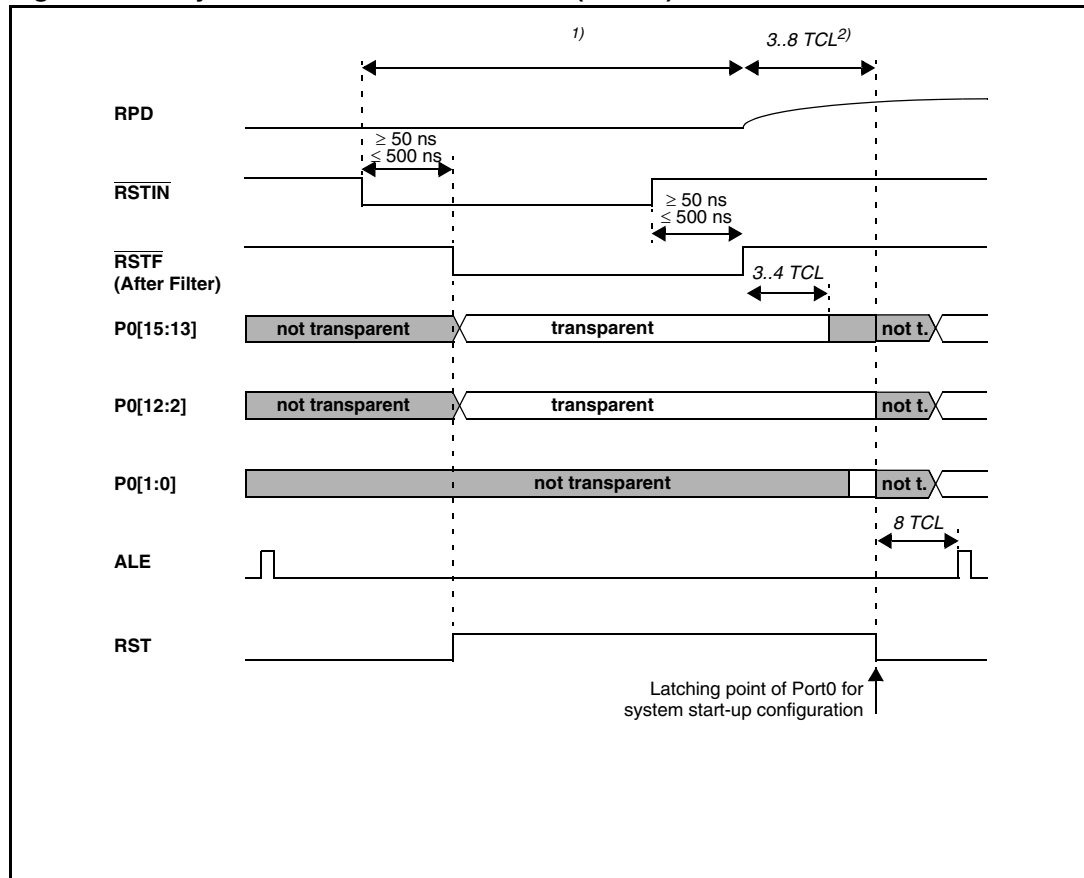 1)
3..8 TCL2)
RPD
≥ 50 ns
≤ 500 ns
RSTIN
≥ 50 ns
≤ 500 ns
RSTF
(After Filter)
3..4 TCL
P0[15:13]
not transparent
transparent
not t.
P0[12:2]
not transparent
transparent
not t.
P0[1:0]
not transparent
not t.
8 TCL
ALE
RST
Latching point of Port0 for
system start-up configuration